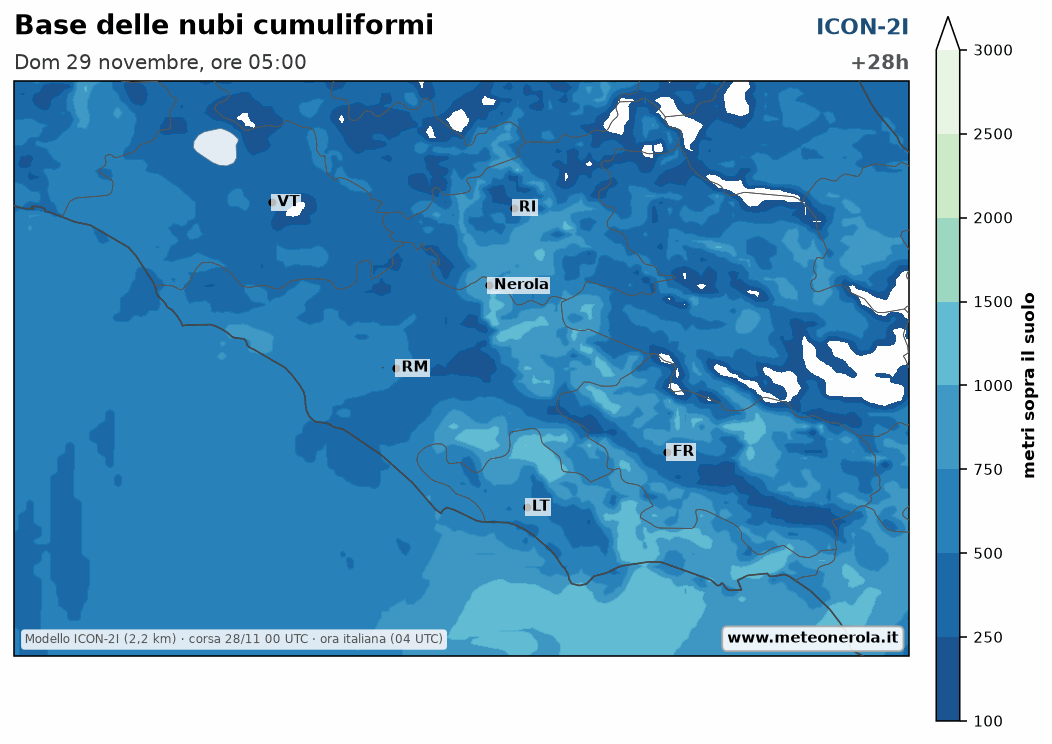 Base delle nubi cumuliformi
ICON-2I
Dom 29 novembre, ore 05:00
+28h
VT
RI
Nerola
RM
FR
LT
Modello ICON-2I (2,2 km) · corsa 28/11 00 UTC · ora italiana (04 UTC)
www.meteonerola.it
3000
2500
2000
1500
1000
750
500
250
100
metri sopra il suolo